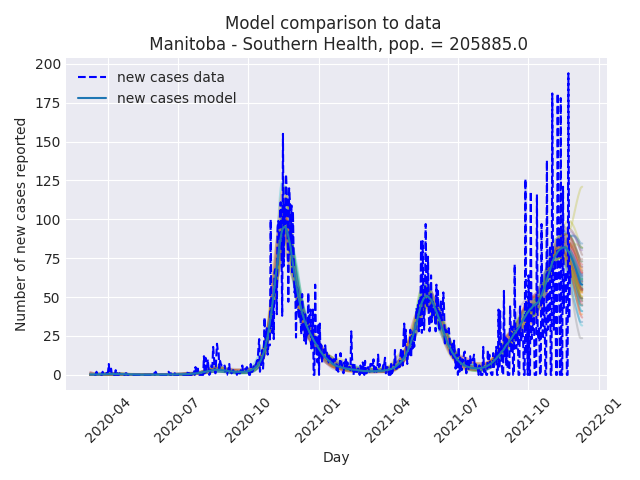 Model comparison to data
Manitoba - Southern Health, pop. = 205885.0
new cases data
new cases model
Number of new cases reported
200
175
150
125
100
75
50
25
0
2020-04
2020-07
2020-10
2021-01
2021-04
2021-07
2021-10
2022-01
Day